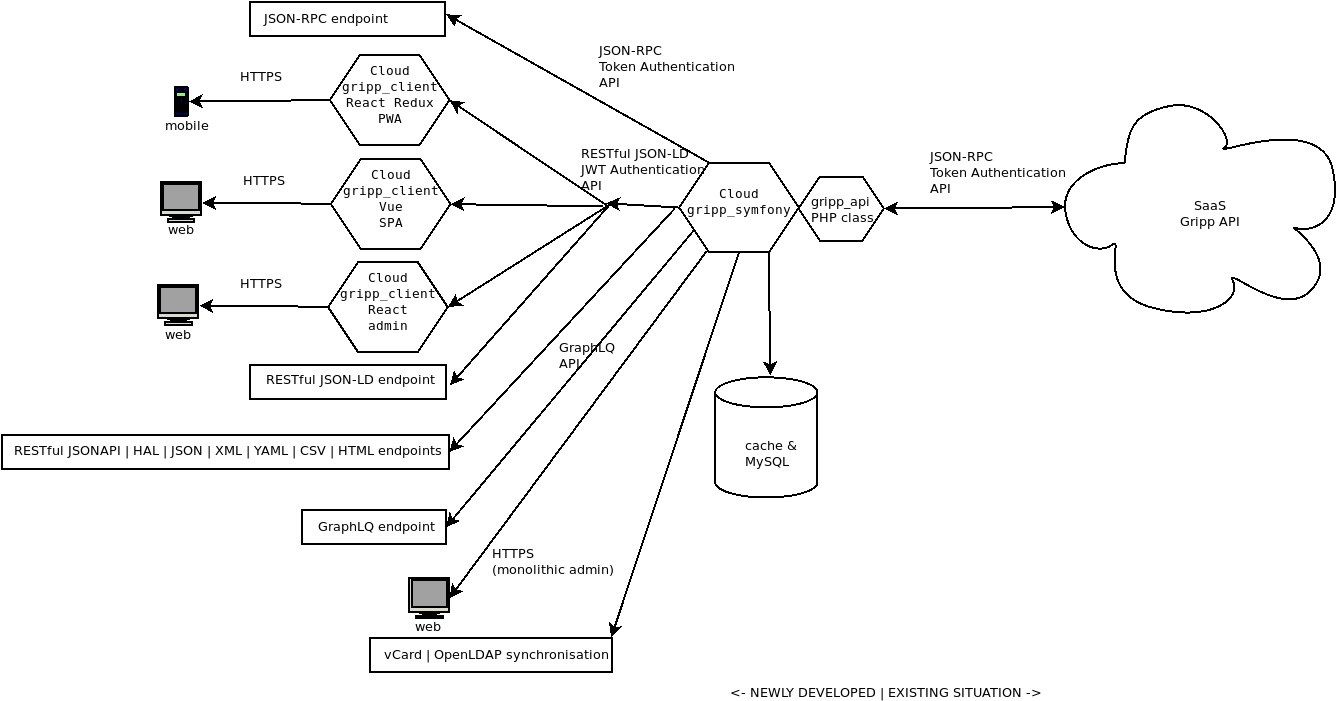 JSON-RPC endpoint
JSON-RPC
Token Authentication
API
HTTPS
Cloud
gripp_client
React Redux
PWA
mobile
RESTful JSON-LD
JWT Authentication
API
JSON-RPC
Token Authentication
API
HTTPS
Cloud
gripp_client
Vue
SPA
web
Cloud
gripp_symfony
gripp_api
PHP class
SaaS
Gripp API
HTTPS
Cloud
gripp_client
React
admin
web
GraphLQ
API
RESTful JSON-LD endpoint
RESTful JSONAPI | HAL | JSON | XML | YAML | CSV | HTML endpoints
cache &
MySQL
GraphLQ endpoint
HTTPS
(monolithic admin)
web
vCard | OpenLDAP synchronisation
<- NEWLY DEVELOPED | EXISTING SITUATION ->